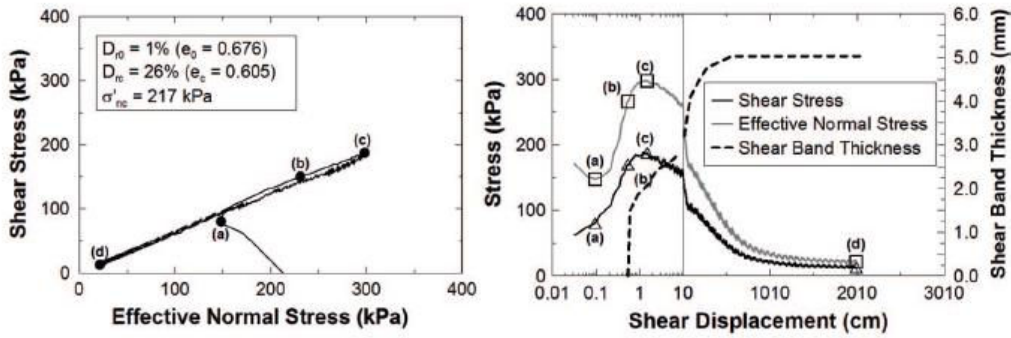 400
300
200
100
0
Shear Stress (kPa)
D_r0 = 1% (e_0 = 0.676)
D_rc = 26% (e_c = 0.605)
σ'_nc = 217 kPa
(a)
(b)
(c)
(d)
0 100 200 300 400
Effective Normal Stress (kPa)
400
300
200
100
0
Stress (kPa)
(a)
(b)
(c)
(a)
(b)
(c)
(d)
Shear Stress
Effective Normal Stress
Shear Band Thickness
6.0
5.0
4.0
3.0
2.0
1.0
0.0
Shear Band Thickness (mm)
0.01 0.1 1 10 1010 2010 3010
Shear Displacement (cm)